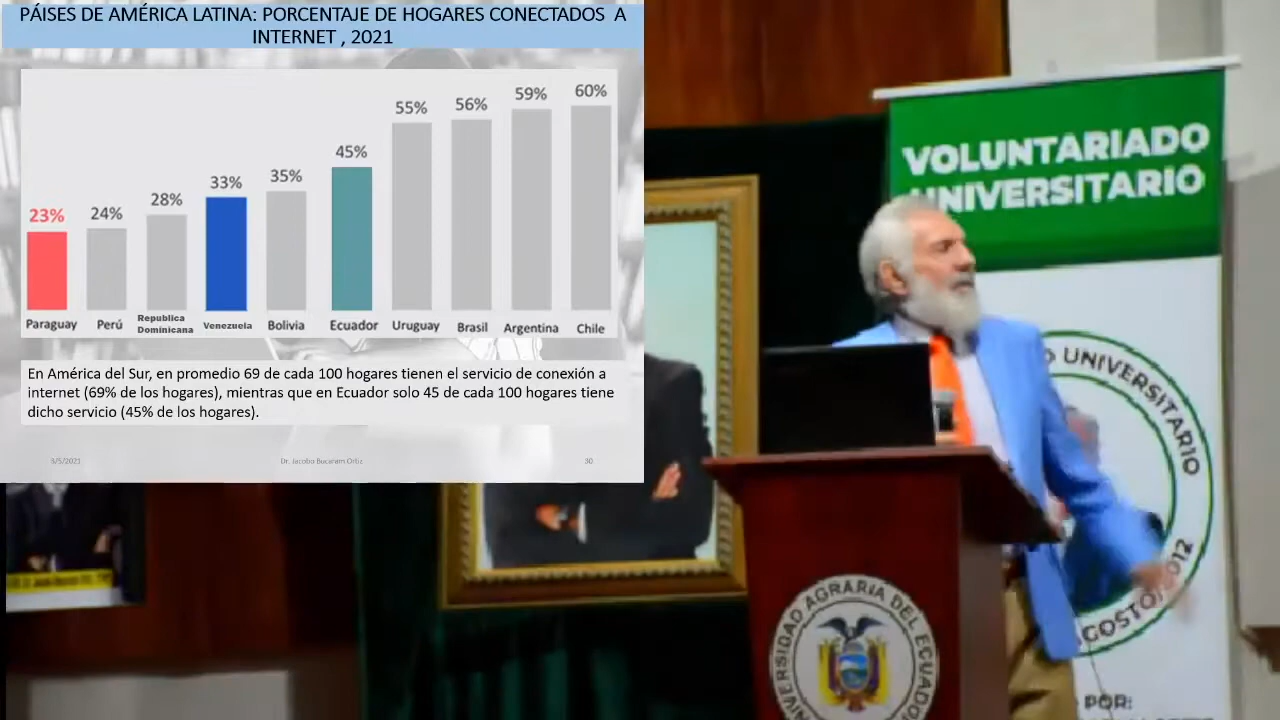 PÁISES DE AMÉRICA LATINA: PORCENTAJE DE HOGARES CONECTADOS A
INTERNET , 2021
23%
24%
28%
33%
35%
45%
55%
56%
59%
60%
Paraguay
Perú
Republica
Dominicana
Venezuela
Bolivia
Ecuador
Uruguay
Brasil
Argentina
Chile
En América del Sur, en promedio 69 de cada 100 hogares tienen el servicio de conexión a
internet (69% de los hogares), mientras que en Ecuador solo 45 de cada 100 hogares tiene
dicho servicio (45% de los hogares).
Dr. Jacobo Bucaram Ortiz
30
VOLUNTARIADO
UNIVERSITARIO
UNIVERSITARIO
AGOSTO
2012
POR:
UNIVERSIDAD AGRARIA DEL ECUADOR